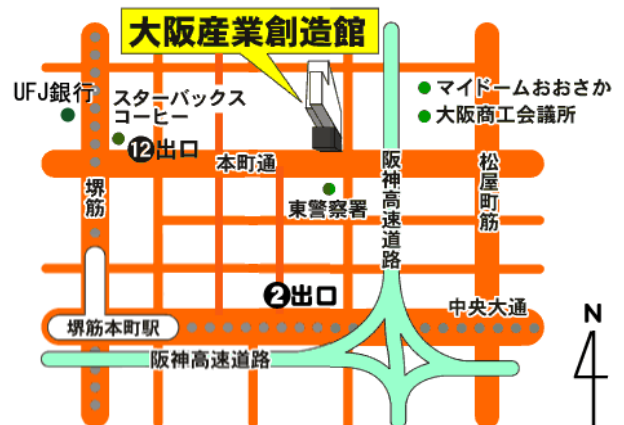 大阪産業創造館
UFJ銀行
スターバックス
コーヒー
⓬出口
マイドームおおさか
大阪商工会議所
本町通
堺筋
東警察署
阪神高速道路
松屋町筋
❷出口
中央大通
堺筋本町駅
阪神高速道路
N